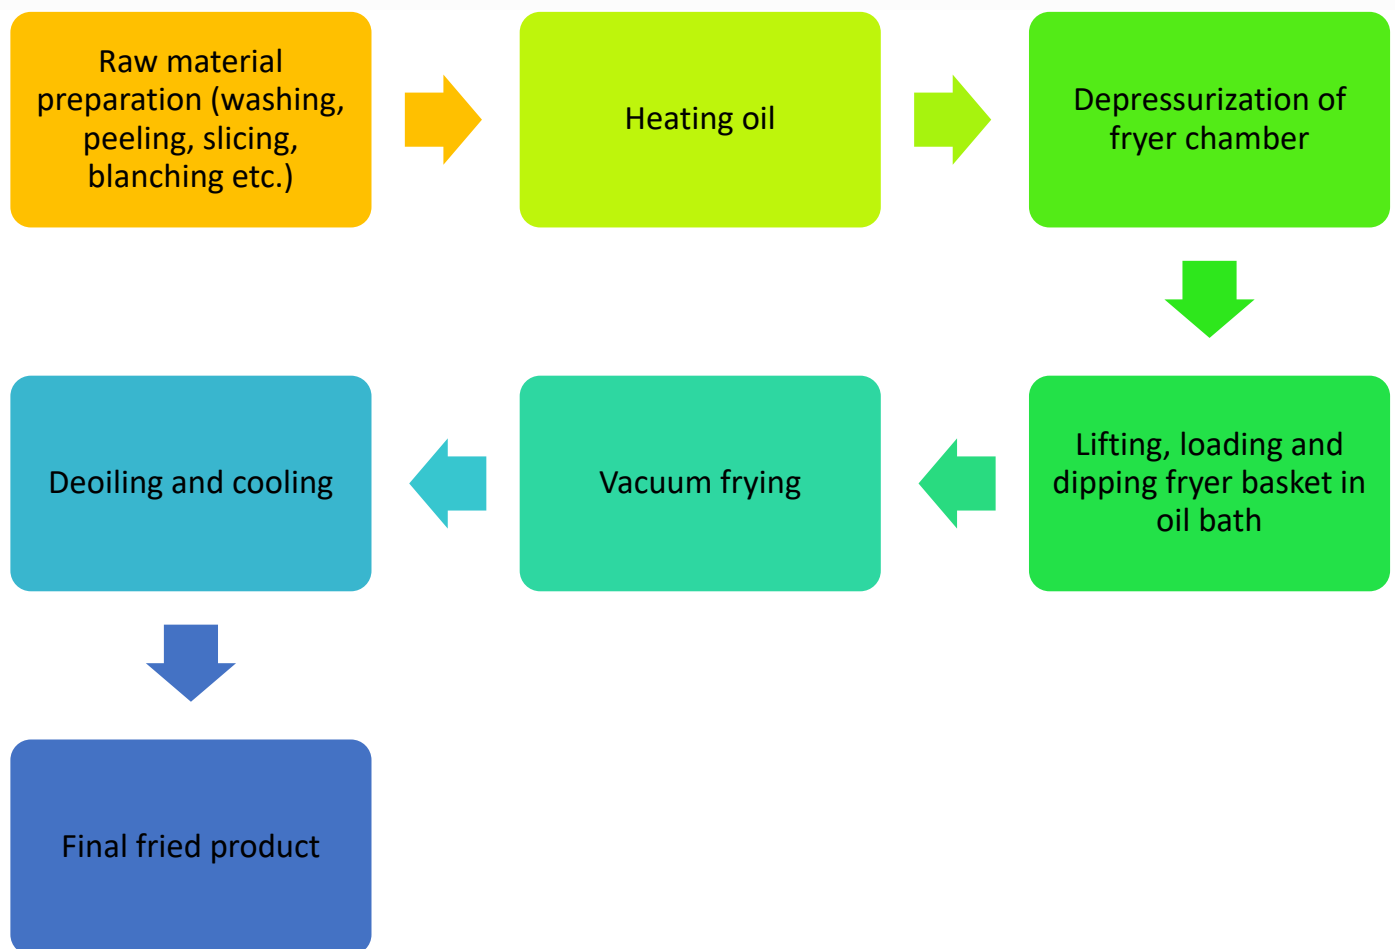 Raw material
preparation (washing,
peeling, slicing,
blanching etc.)
Heating oil
Depressurization of
fryer chamber
Lifting, loading and
dipping fryer basket in
oil bath
Vacuum frying
Deoiling and cooling
Final fried product